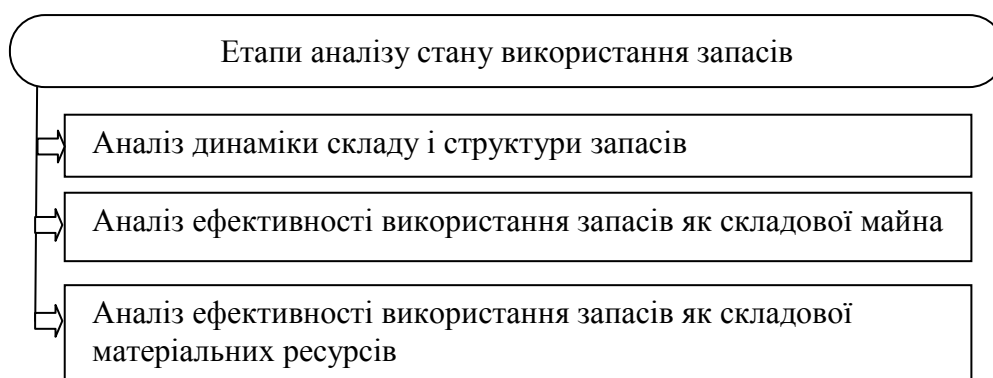 Етапи аналізу стану використання запасів
Аналіз динаміки складу і структури запасів
Аналіз ефективності використання запасів як складової майна
Аналіз ефективності використання запасів як складової
матеріальних ресурсів